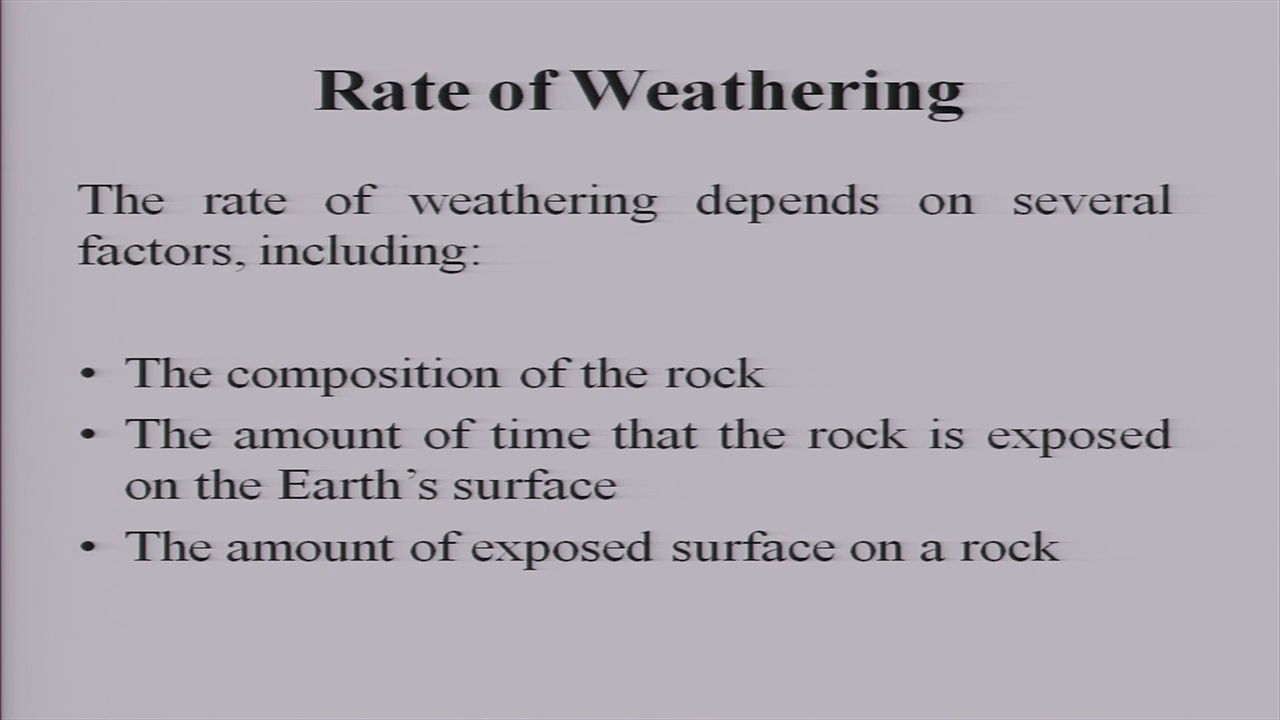 Rate of Weathering
The rate of weathering depends on several
factors, including:
• The composition of the rock
• The amount of time that the rock is exposed
on the Earth’s surface
• The amount of exposed surface on a rock